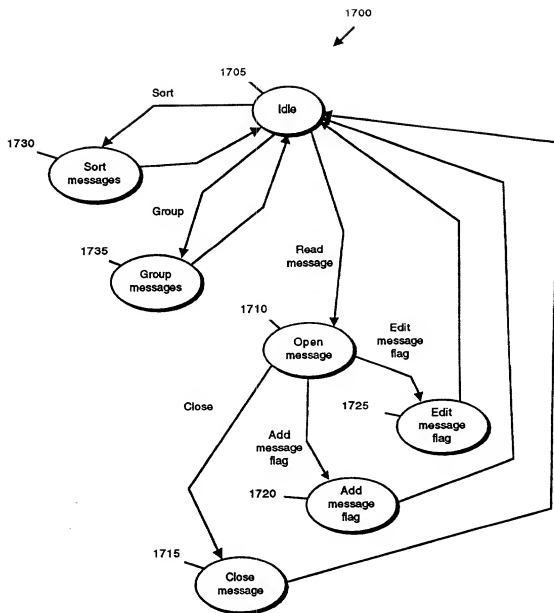 1700
1705
Idle
Sort
1730
Sort
messages
Group
1735
Group
messages
Read
message
1710
Open
message
Edit
message
flag
Close
1725
Edit
message
flag
Add
message
flag
1720
Add
message
flag
1715
Close
message